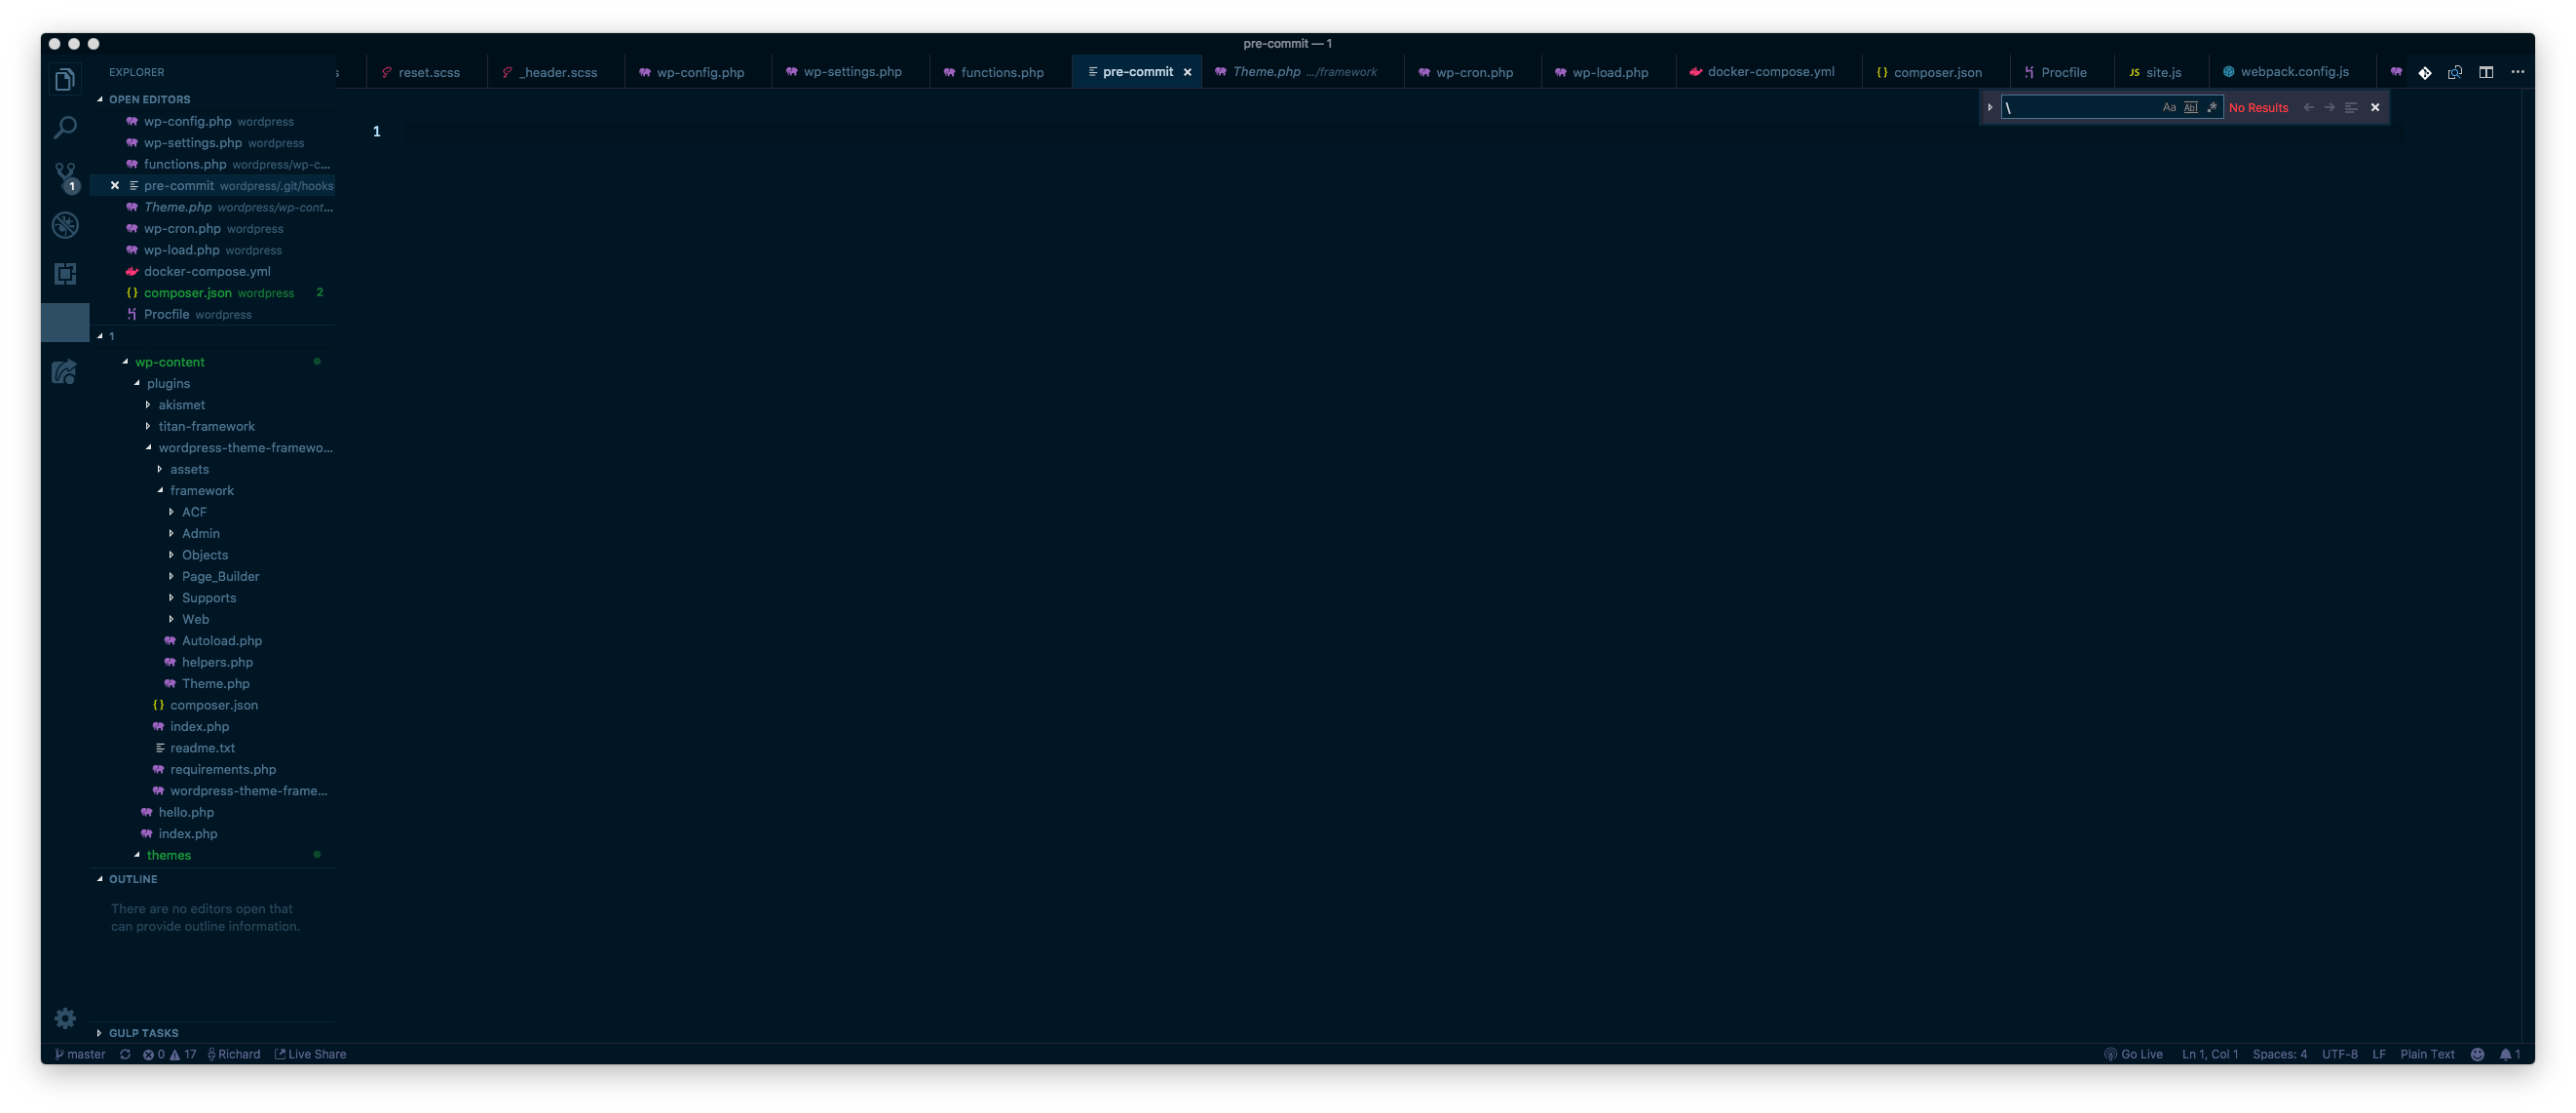 pre-commit — 1
EXPLORER
s reset.scss _header.scss wp-config.php wp-settings.php functions.php pre-commit Theme.php .../framework wp-cron.php wp-load.php docker-compose.yml {} composer.json Procfile JS site.js webpack.config.js
OPEN EDITORS
wp-config.php wordpress
wp-settings.php wordpress
functions.php wordpress/wp-c...
pre-commit wordpress/.git/hooks
Theme.php wordpress/wp-cont...
wp-cron.php wordpress
wp-load.php wordpress
docker-compose.yml
{} composer.json wordpress 2
Procfile wordpress
1
1
\ Aa Abl .* No Results
1
wp-content
plugins
akismet
titan-framework
wordpress-theme-framewo...
assets
framework
ACF
Admin
Objects
Page_Builder
Supports
Web
Autoload.php
helpers.php
Theme.php
{} composer.json
index.php
readme.txt
requirements.php
wordpress-theme-frame...
hello.php
index.php
themes
OUTLINE
There are no editors open that
can provide outline information.
GULP TASKS
master 0 17 Richard Live Share Go Live Ln 1, Col 1 Spaces: 4 UTF-8 LF Plain Text 1